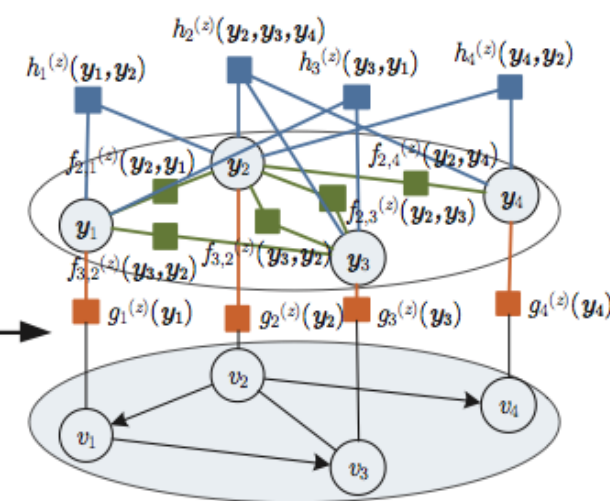 h₂⁽ᶻ⁾(y₂,y₃,y₄)
h₁⁽ᶻ⁾(y₁,y₂)
h₃⁽ᶻ⁾(y₃,y₁)
h₄⁽ᶻ⁾(y₄,y₂)
f₂,₁⁽ᶻ⁾(y₂,y₁)
y₂
f₂,₄⁽ᶻ⁾(y₂,y₄)
y₄
y₁
f₂,₃⁽ᶻ⁾(y₂,y₃)
f₃,₂⁽ᶻ⁾(y₃,y₂)
f₃,₂⁽ᶻ⁾(y₃,y₂)
y₃
g₁⁽ᶻ⁾(y₁)
g₂⁽ᶻ⁾(y₂)
g₃⁽ᶻ⁾(y₃)
g₄⁽ᶻ⁾(y₄)
v₂
v₄
v₁
v₃